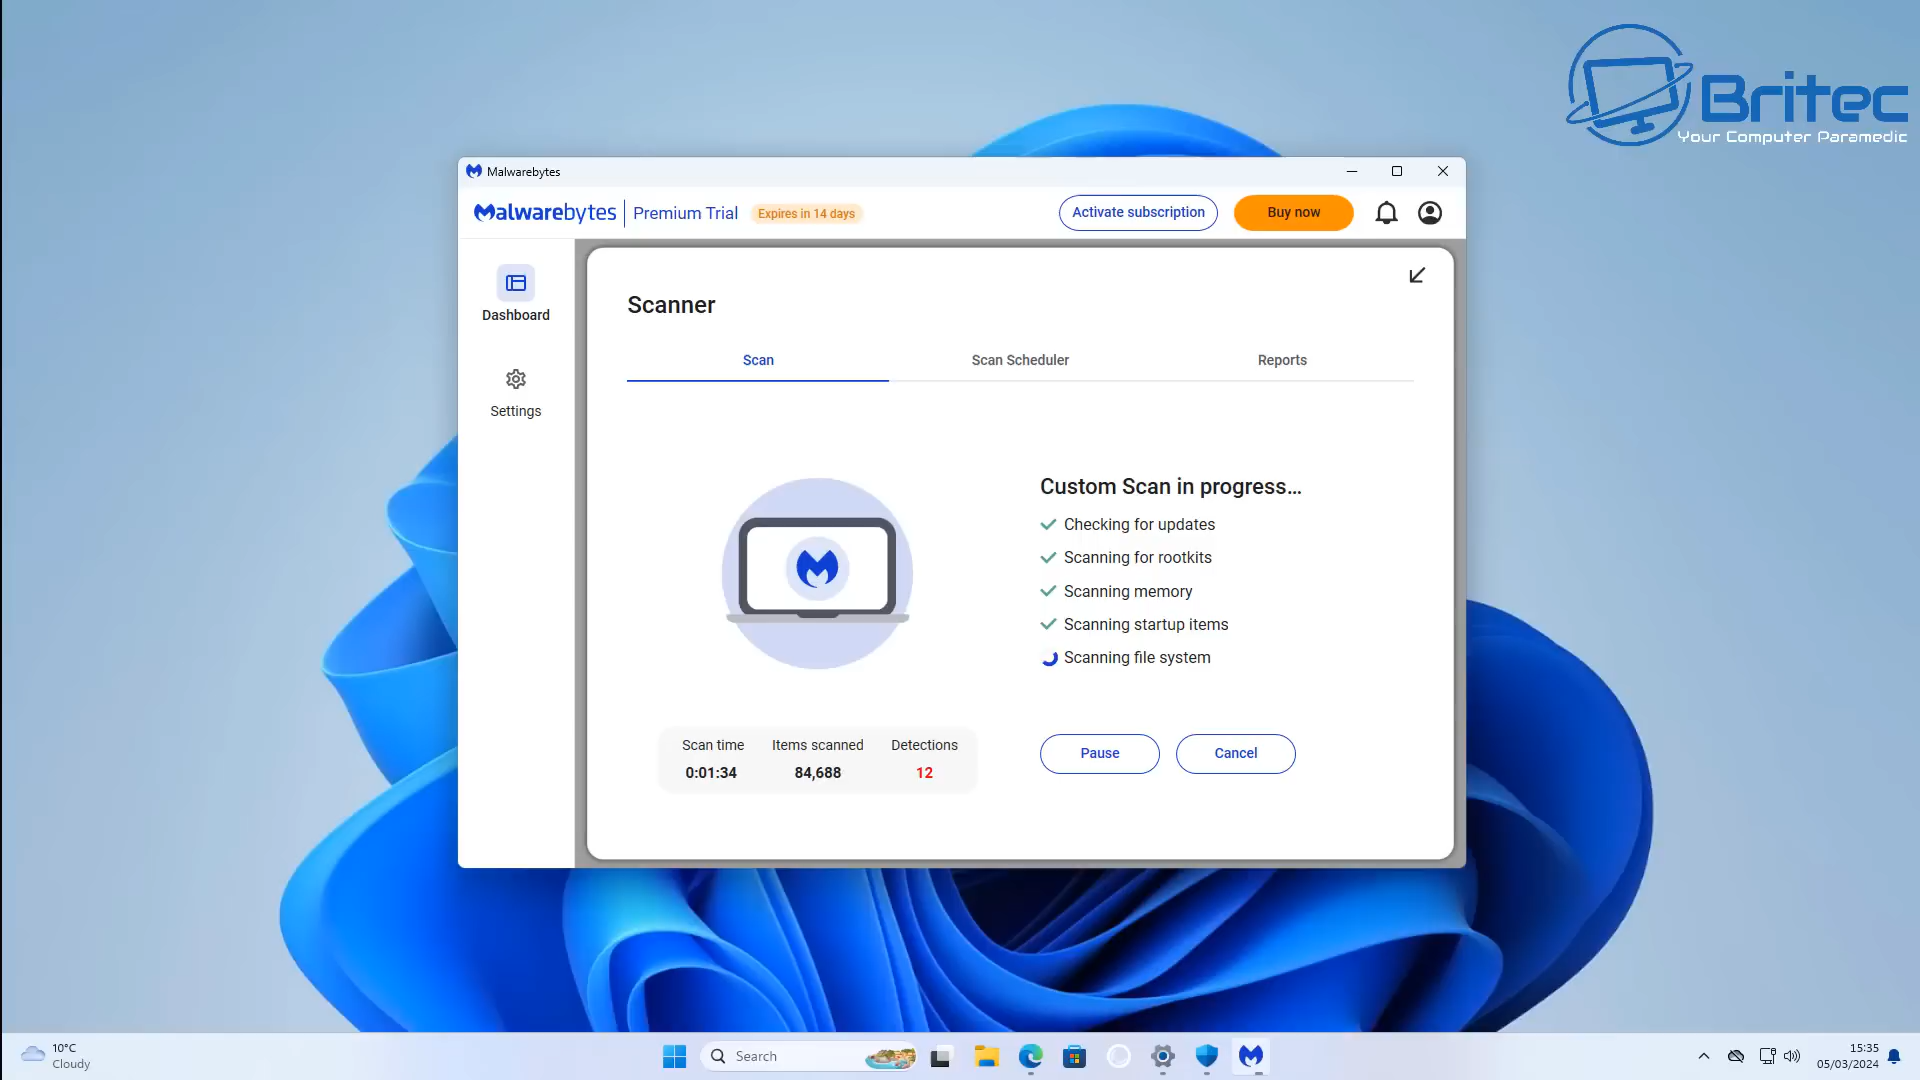 Britec
Your Computer Paramedic
Malwarebytes
Malwarebytes Premium Trial Expires in 14 days
Activate subscription
Buy now
Dashboard
Settings
Scanner
Scan
Scan Scheduler
Reports
Custom Scan in progress...
Checking for updates
Scanning for rootkits
Scanning memory
Scanning startup items
Scanning file system
Scan time
Items scanned
Detections
0:01:34
84,688
12
Pause
Cancel
10°C
Cloudy
Search
15:35
05/03/2024